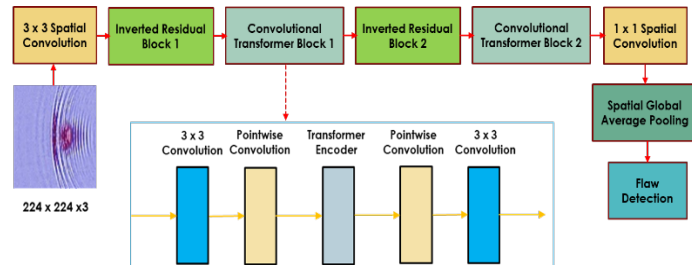 3 x 3 Spatial
Convolution
Inverted Residual
Block 1
Convolutional
Transformer Block 1
Inverted Residual
Block 2
Convolutional
Transformer Block 2
1 x 1 Spatial
Convolution
Spatial Global
Average Pooling
Flaw
Detection
224 x 224 x3
3 x 3
Convolution
Pointwise
Convolution
Transformer
Encoder
Pointwise
Convolution
3 x 3
Convolution